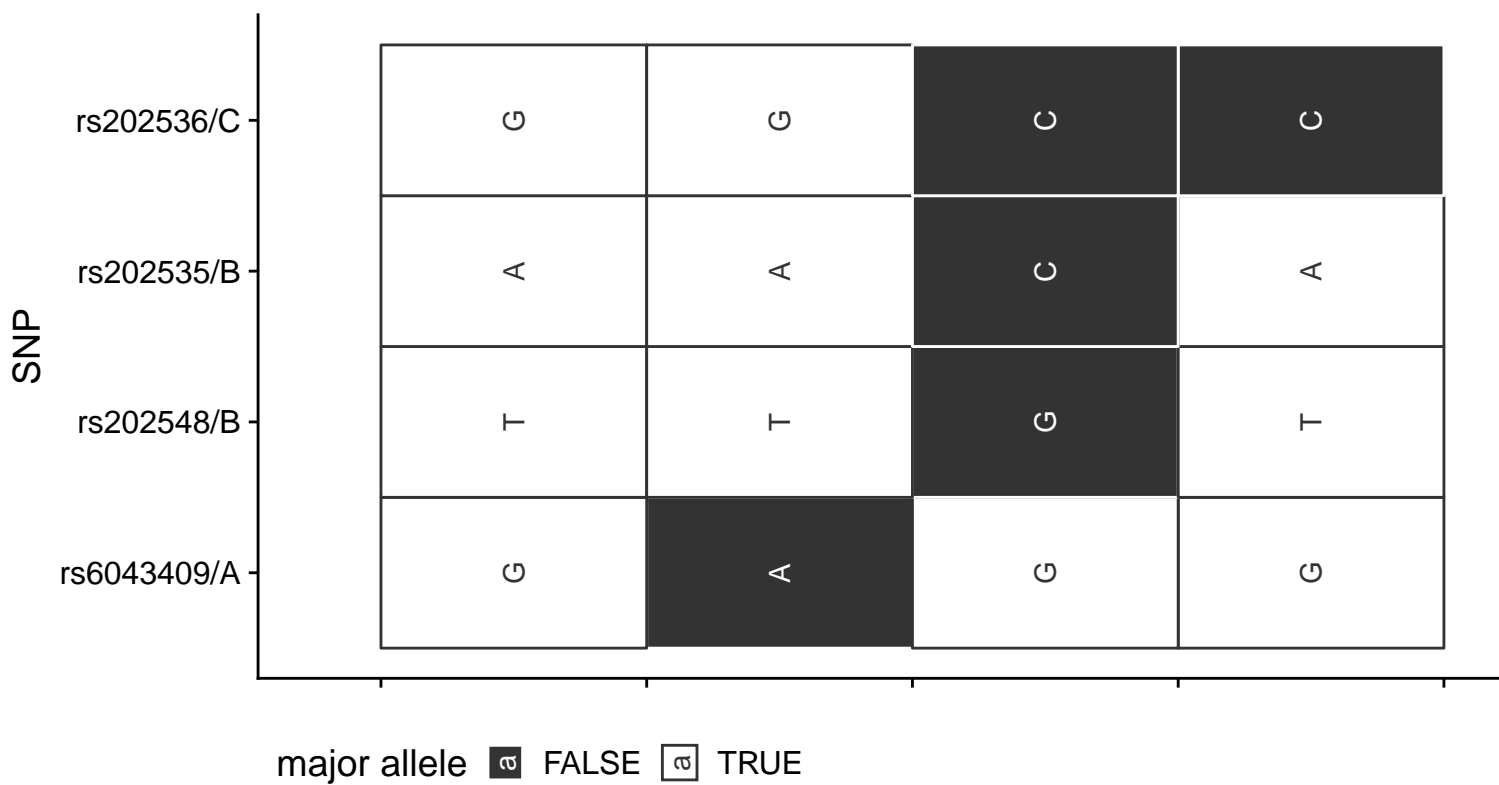 rs202536/C G G C C
rs202535/B A A C A
SNP
rs202548/B T T G T
rs6043409/A G A G G
major allele a FALSE a TRUE